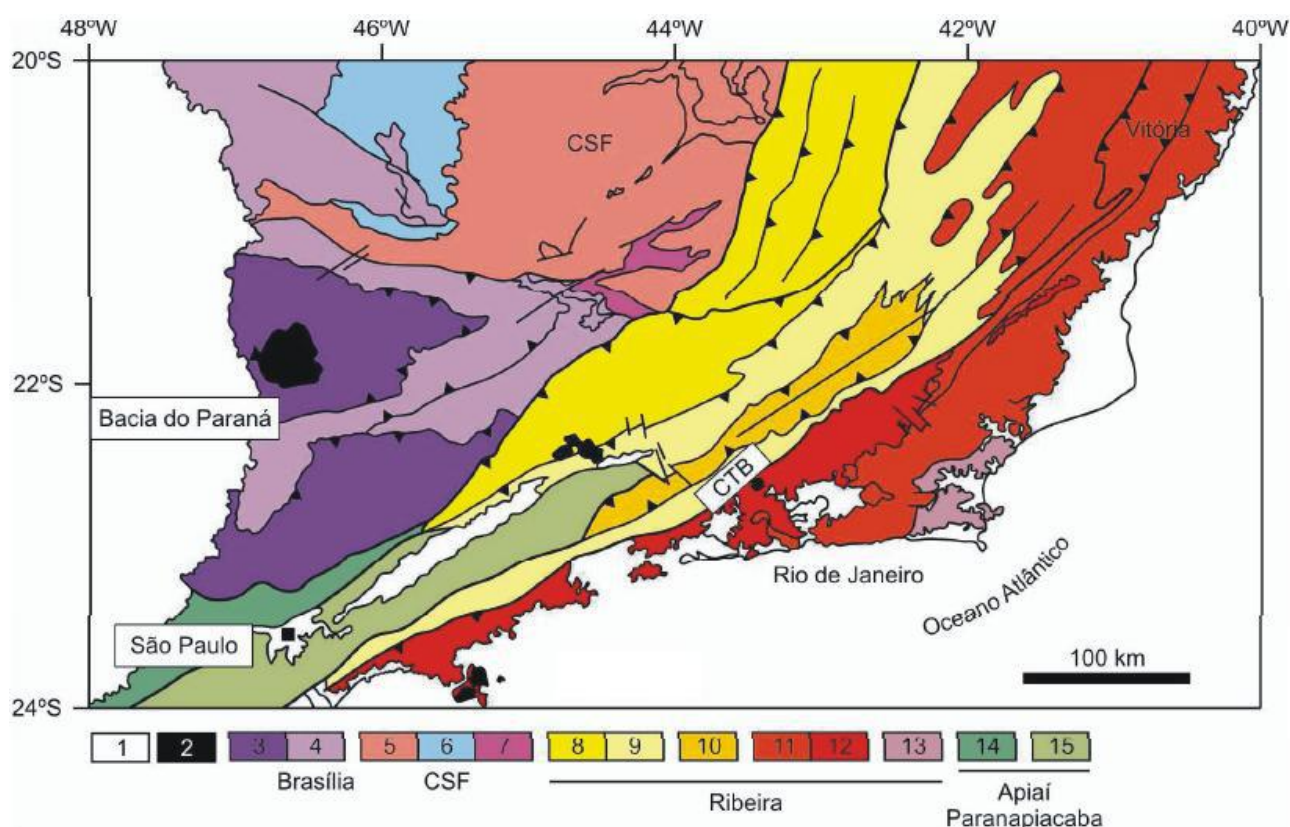 48ºW 46ºW 44ºW 42ºW 40ºW
20ºS
CSF
Vitória
22ºS
Bacia do Paraná
CTB
Rio de Janeiro
Oceano Atlântico
São Paulo
100 km
24ºS
1 2 3 4 5 6 7 8 9 10 11 12 13 14 15
Brasília CSF
Ribeira
Apiaí
Paranapiacaba